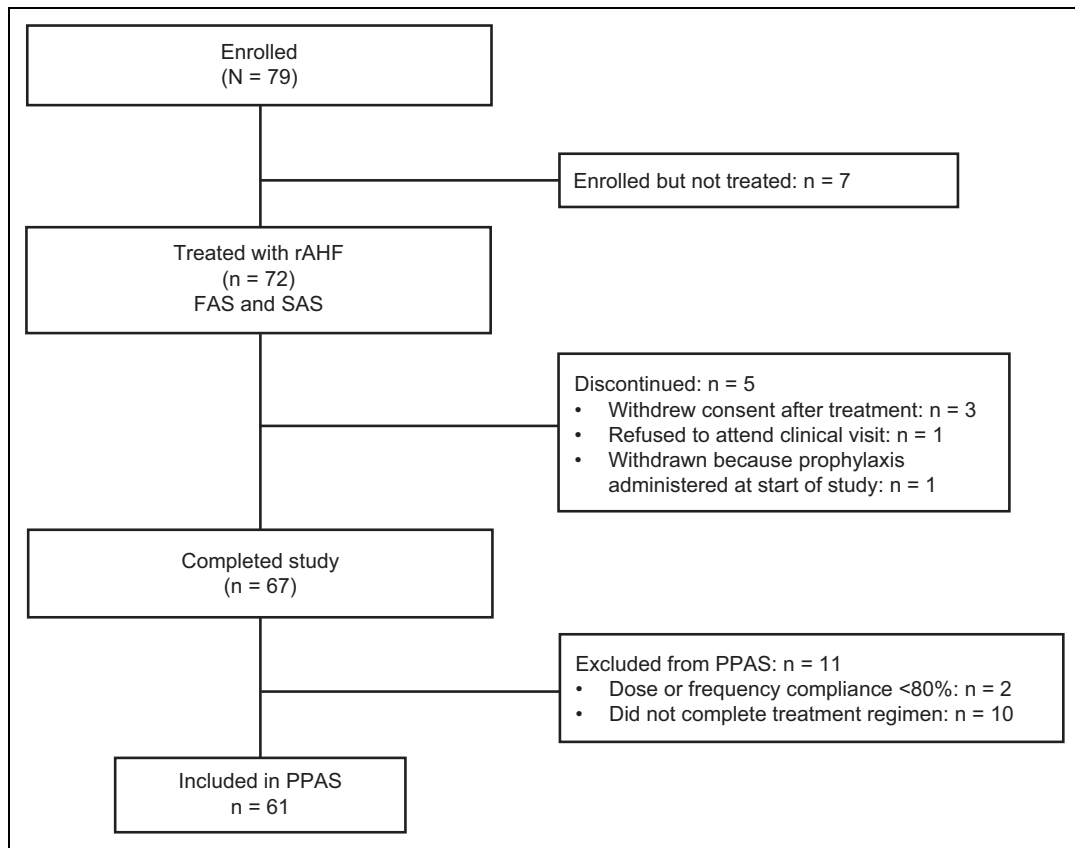 Enrolled
(N = 79)
Enrolled but not treated: n = 7
Treated with rAHF
(n = 72)
FAS and SAS
Discontinued: n = 5
• Withdrew consent after treatment: n = 3
• Refused to attend clinical visit: n = 1
• Withdrawn because prophylaxis
administered at start of study: n = 1
Completed study
(n = 67)
Excluded from PPAS: n = 11
• Dose or frequency compliance <80%: n = 2
• Did not complete treatment regimen: n = 10
Included in PPAS
n = 61